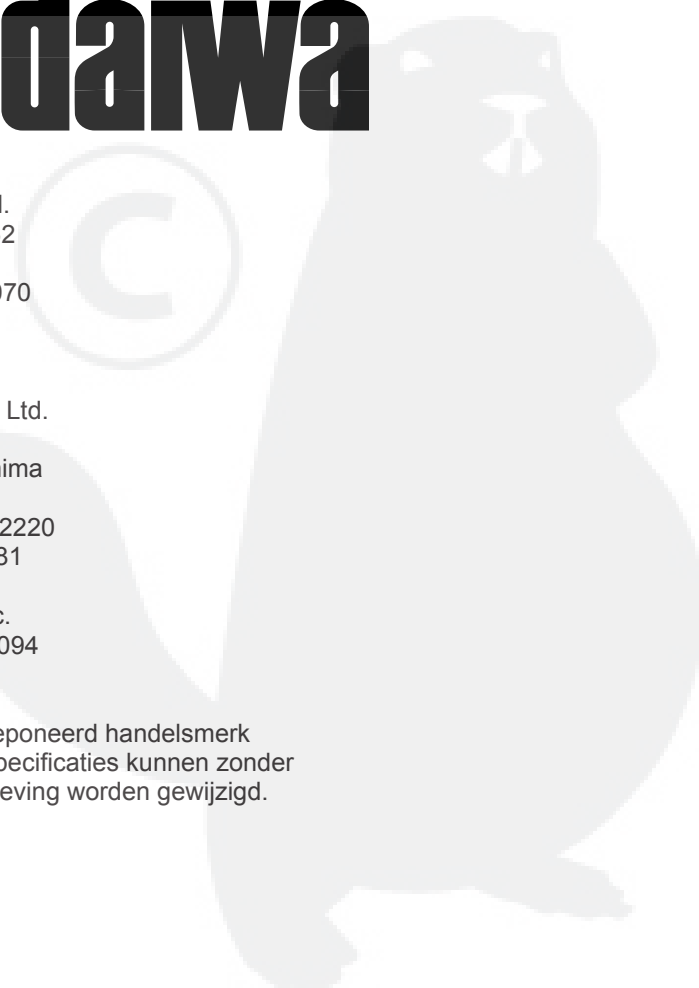 daiwa
©
l.
2
070
Ltd.
ima
2220
31
c.
094
eponeerd handelsmerk
pecificaties kunnen zonder
eving worden gewijzigd.